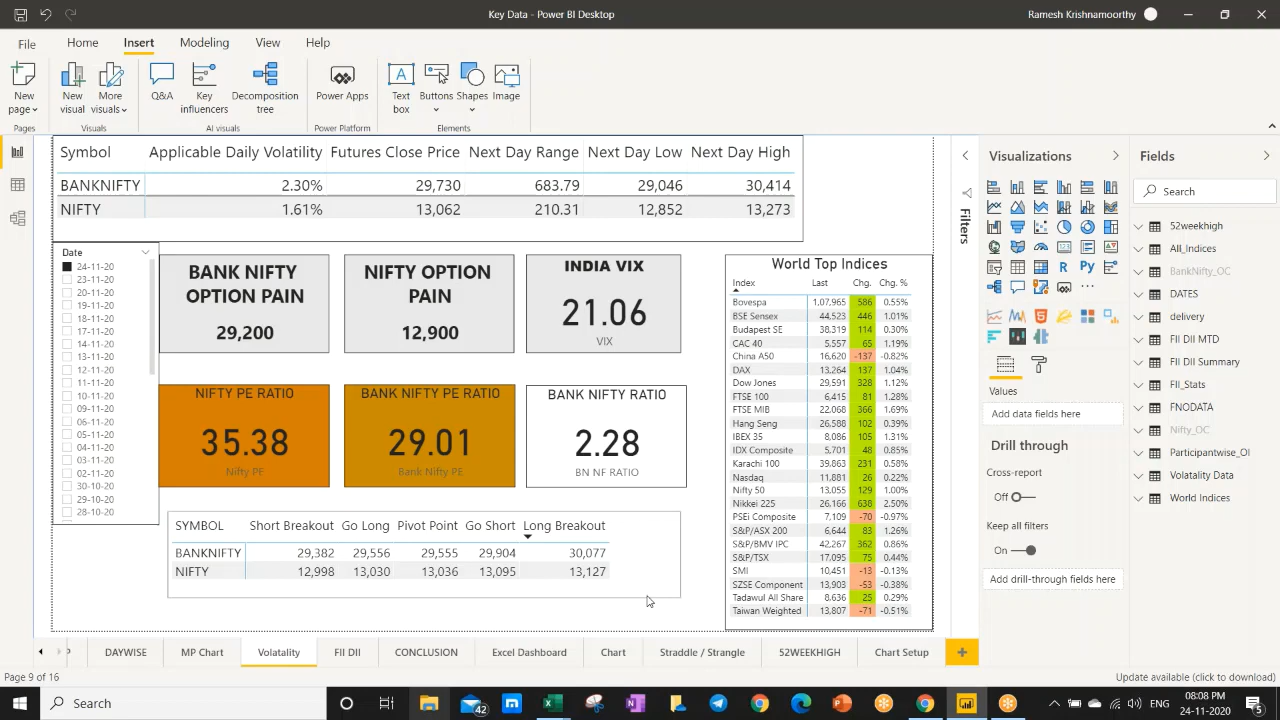 Key Data - Power BI Desktop
Ramesh Krishnamoorthy
File Home Insert Modeling View Help
New page
New visual
More visuals
Q&A
Key influencers
Decomposition tree
Power Apps
Text box
Buttons
Shapes
Image
Pages
Visuals
AI visuals
Power Platform
Elements
Symbol Applicable Daily Volatility Futures Close Price Next Day Range Next Day Low Next Day High
BANKNIFTY 2.30% 29,730 683.79 29,046 30,414
NIFTY 1.61% 13,062 210.31 12,852 13,273
Date
24-11-20
23-11-20
20-11-20
19-11-20
18-11-20
17-11-20
14-11-20
13-11-20
12-11-20
11-11-20
10-11-20
09-11-20
06-11-20
05-11-20
04-11-20
03-11-20
02-11-20
30-10-20
29-10-20
28-10-20
BANK NIFTY
OPTION PAIN
29,200
NIFTY OPTION
PAIN
12,900
INDIA VIX
21.06
VIX
NIFTY PE RATIO
35.38
Nifty PE
BANK NIFTY PE RATIO
29.01
Bank Nifty PE
BANK NIFTY RATIO
2.28
BN NF RATIO
SYMBOL Short Breakout Go Long Pivot Point Go Short Long Breakout
BANKNIFTY 29,382 29,556 29,555 29,904 30,077
NIFTY 12,998 13,030 13,036 13,095 13,127
World Top Indices
Index Last Chg. Chg. %
Bovespa 1,07,965 586 0.55%
BSE Sensex 44,523 446 1.01%
Budapest SE 38,319 114 0.30%
CAC 40 5,557 65 1.19%
China A50 16,620 -137 -0.82%
DAX 13,264 137 1.04%
Dow Jones 29,591 328 1.12%
FTSE 100 6,415 81 1.28%
FTSE MIB 22,068 366 1.69%
Hang Seng 26,588 102 0.39%
IBEX 35 8,086 105 1.31%
IDX Composite 5,701 48 0.85%
Karachi 100 39,863 231 0.58%
Nasdaq 11,881 26 0.22%
Nifty 50 13,055 129 1.00%
Nikkei 225 26,166 638 2.50%
PSEi Composite 7,109 -70 -0.97%
S&P/ASX 200 6,644 83 1.26%
S&P/BMV IPC 42,267 362 0.86%
S&P/TSX 17,095 75 0.44%
SMI 10,451 -13 -0.13%
SZSE Component 13,903 -53 -0.38%
Tadawul All Share 8,636 25 0.29%
Taiwan Weighted 13,807 -71 -0.51%
Filters
Visualizations
R Py
Values
Add data fields here
Drill through
Cross-report
Off
Keep all filters
On
Add drill-through fields here
Fields
Search
52weekhigh
All_Indices
BankNifty_OC
DATES
delivery
FII DII MTD
FII DII Summary
FII_Stats
FNODATA
Nifty_OC
Participantwise_OI
Volatality Data
World Indices
DAYWISE MP Chart Volatality FII DII CONCLUSION Excel Dashboard Chart Straddle / Strangle 52WEEKHIGH Chart Setup
Page 9 of 16
Update available (click to download)
Search
42
ENG
08:08 PM
24-11-2020
5